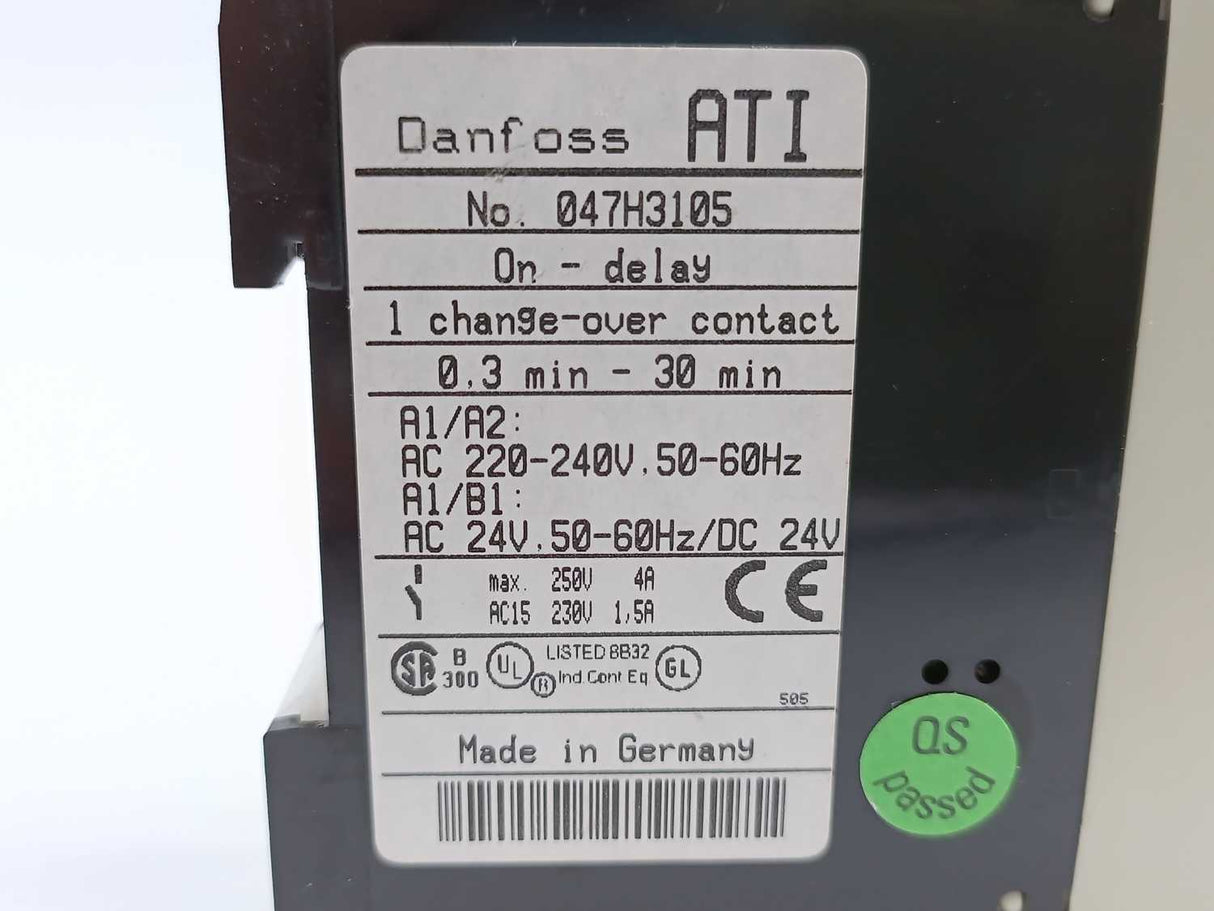 Danfoss ATI
No. 047H3105
On - delay
1 change-over contact
0.3 min - 30 min
A1/A2:
AC 220-240V.50-60Hz
A1/B1:
AC 24V.50-60Hz/DC 24V
max. 250V 4A
AC15 230V 1,5A
CE
SA B 300
UL ® LISTED 8B32
Ind.Cont Eq
GL
505
Made in Germany
QS
passed